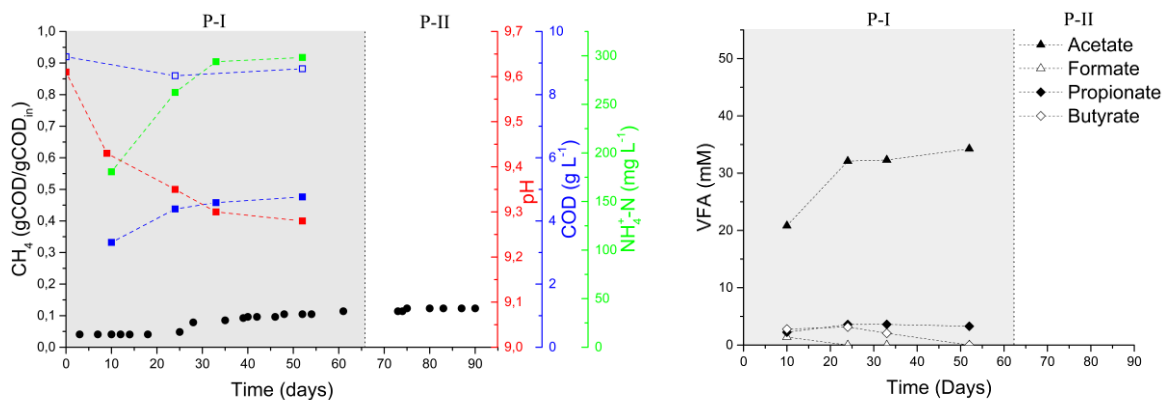 P-I P-II
1,0
0,9
0,8
0,7
0,6
0,5
0,4
0,3
0,2
0,1
0,0
CH₄ (gCOD/gCOD_in)
0 10 20 30 40 50 60 70 80 90
Time (days)
9,7
9,6
9,5
9,4
9,3
9,2
9,1
9,0
pH
10
8
6
4
2
0
COD (g L⁻¹)
300
250
200
150
100
50
0
NH₄⁺-N (mg L⁻¹)
P-I P-II
50
40
30
20
10
0
VFA (mM)
0 10 20 30 40 50 60 70 80 90
Time (Days)
Acetate
Formate
Propionate
Butyrate